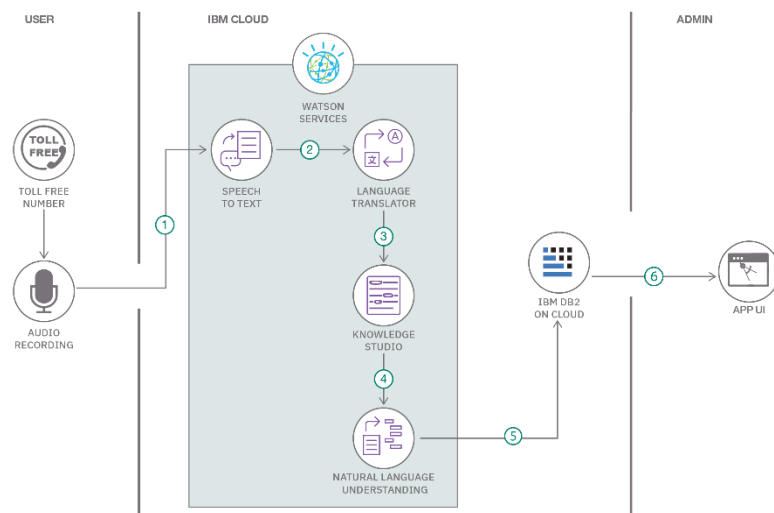 USER
IBM CLOUD
ADMIN
WATSON
SERVICES
TOLL
FREE
TOLL FREE
NUMBER
SPEECH
TO TEXT
2
A
文
LANGUAGE
TRANSLATOR
1
3
AUDIO
RECORDING
KNOWLEDGE
STUDIO
IBM DB2
ON CLOUD
6
APP UI
4
NATURAL LANGUAGE
UNDERSTANDING
5